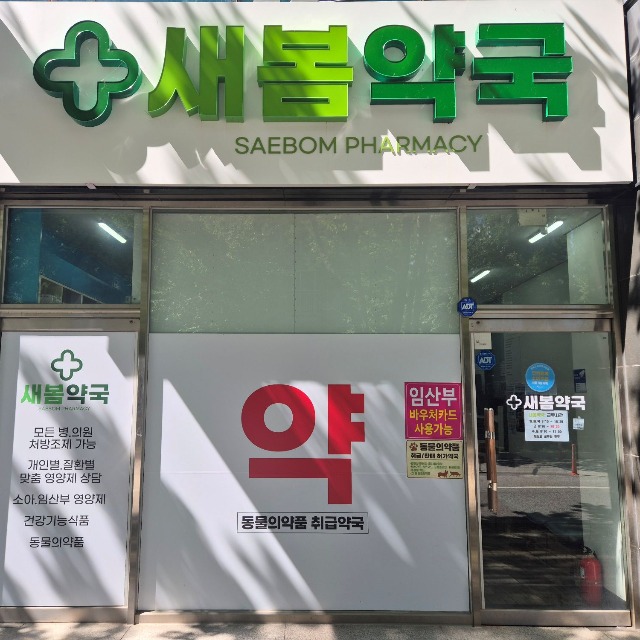 새봄약국
SAEBOM PHARMACY
ADT
ADT
새봄약국
SAEBOM PHARMACY
모든 병,의원
처방조제 가능
개인별,질환별
맞춤 영양제 상담
소아,임산부 영양제
건강기능식품
동물의약품
약
동물의약품 취급약국
임산부
바우처카드
사용가능
동물의약품
새봄약국